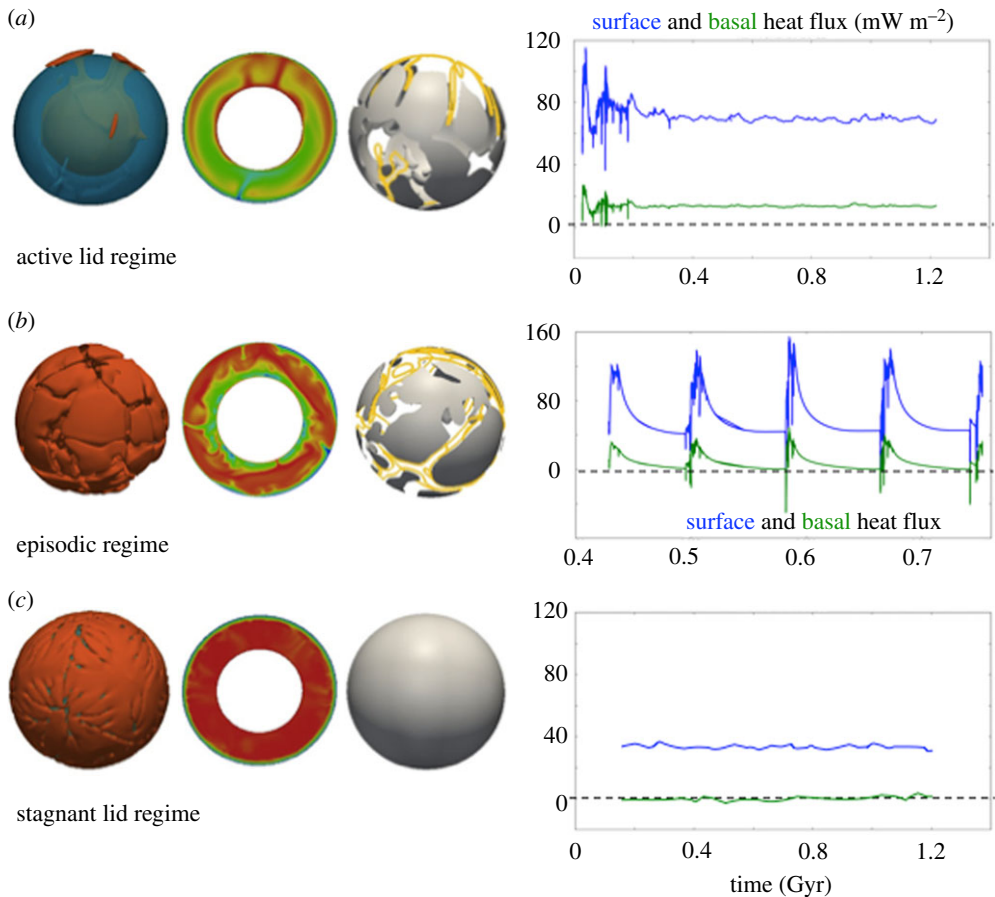 (a)
surface and basal heat flux (mW m⁻²)
120
80
40
0
0 0.4 0.8 1.2
active lid regime
(b)
160
80
0
surface and basal heat flux
0.4 0.5 0.6 0.7
episodic regime
(c)
120
80
40
0
0 0.4 0.8 1.2
time (Gyr)
stagnant lid regime